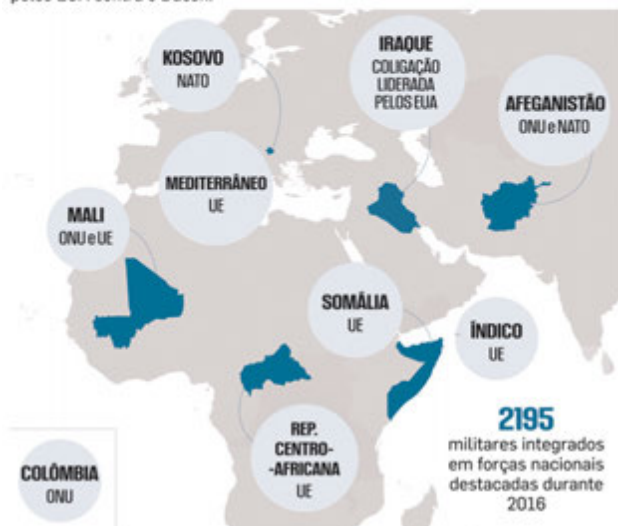 KOSOVO
NATO
IRAQUE
COLIGAÇÃO
LIDERADA
PELOS EUA
AFEGANISTÃO
ONU e NATO
MEDITERRÂNEO
UE
MALI
ONU e UE
SOMÁLIA
UE
ÍNDICO
UE
REP.
CENTRO-
-AFRICANA
UE
COLÔMBIA
ONU
2195
militares integrados
em forças nacionais
destacadas durante
2016